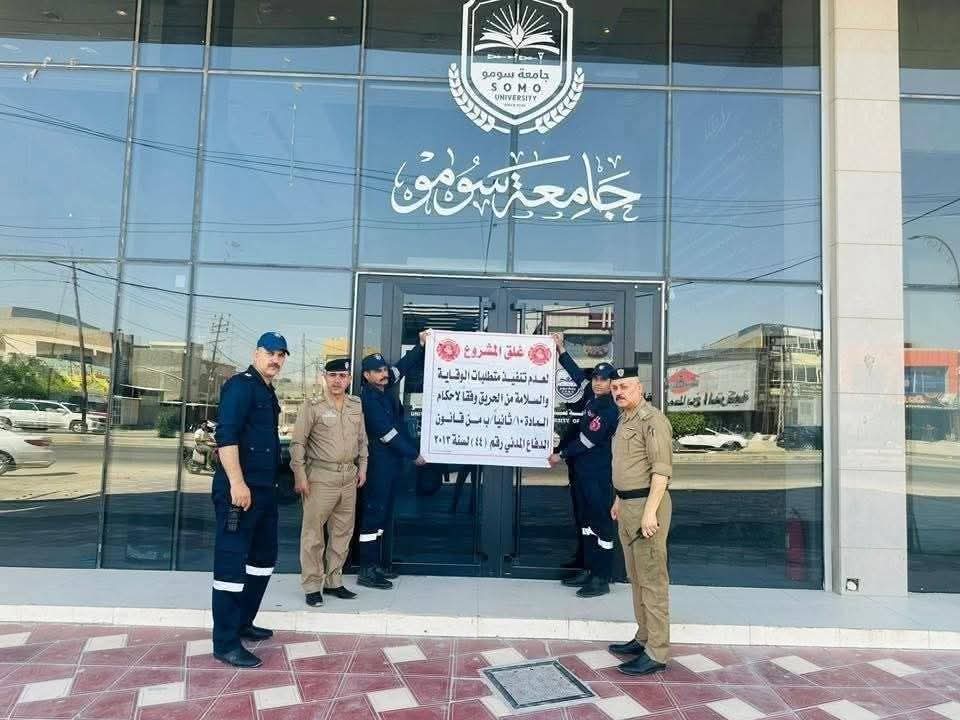 جامعة سومو
SOMO
UNIVERSITY
جامعة سومو
غلق المشروع
لعدم تنفيذ متطلبات الوقاية
والسلامة من الحريق وفقا لاحكام
المادة ١٠/ثانيا/ب من قانون
الدفاع المدني رقم (٤٤) لسنة ٢٠١٣